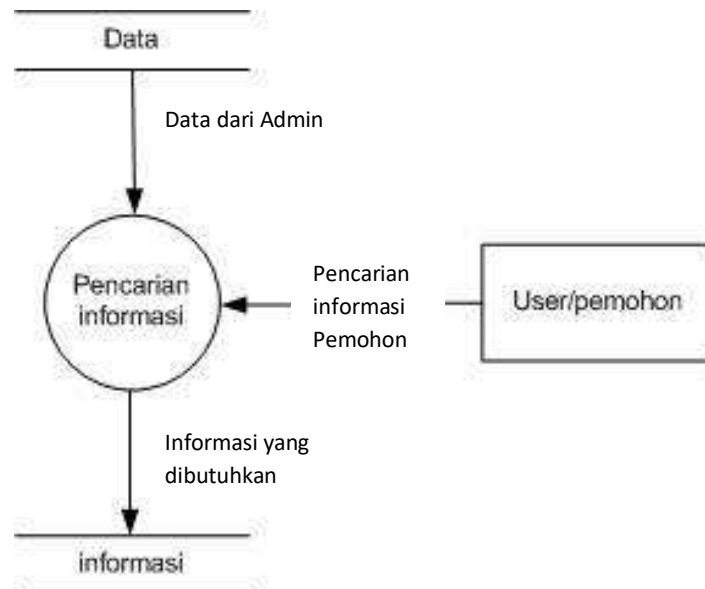 Data
Data dari Admin
Pencarian
informasi
Pencarian
informasi
Pemohon
User/pemohon
Informasi yang
dibutuhkan
informasi